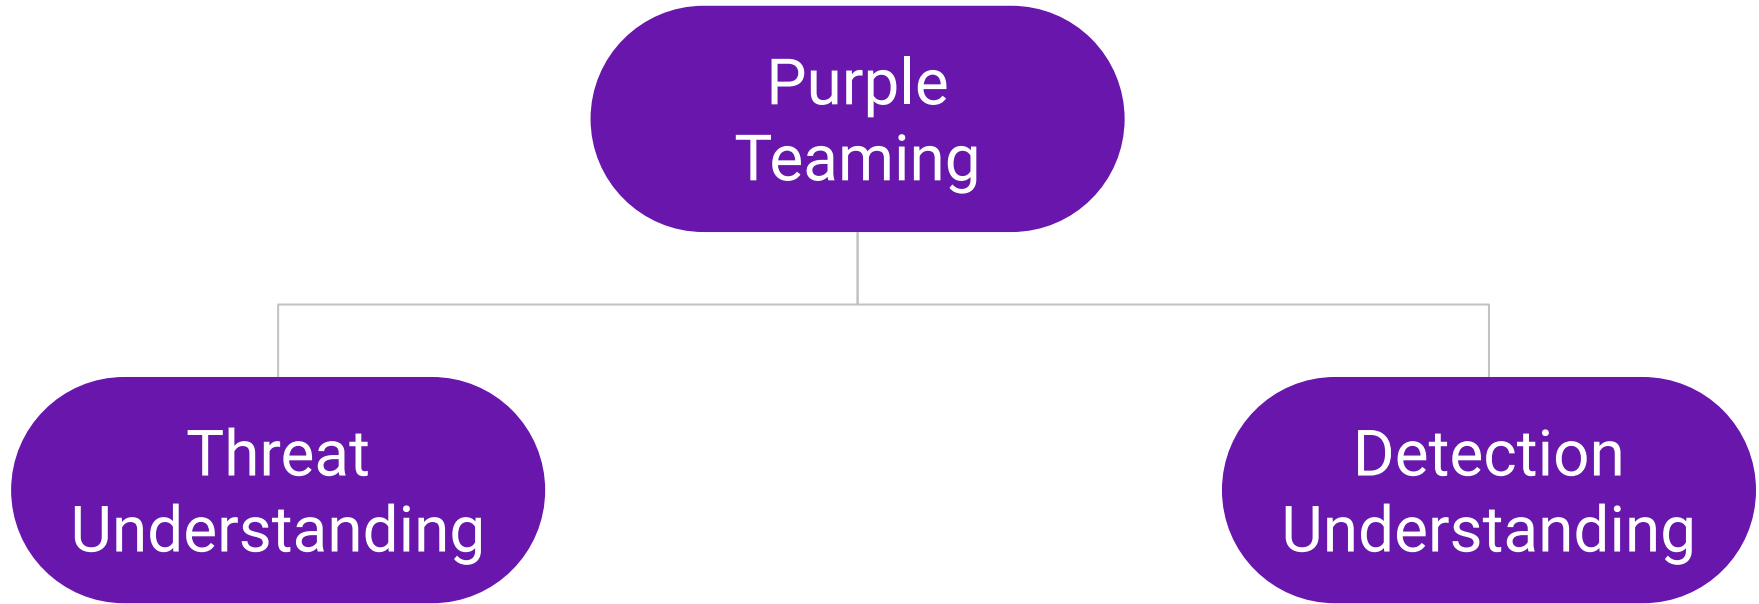 Purple
Teaming
Threat
Understanding
Detection
Understanding